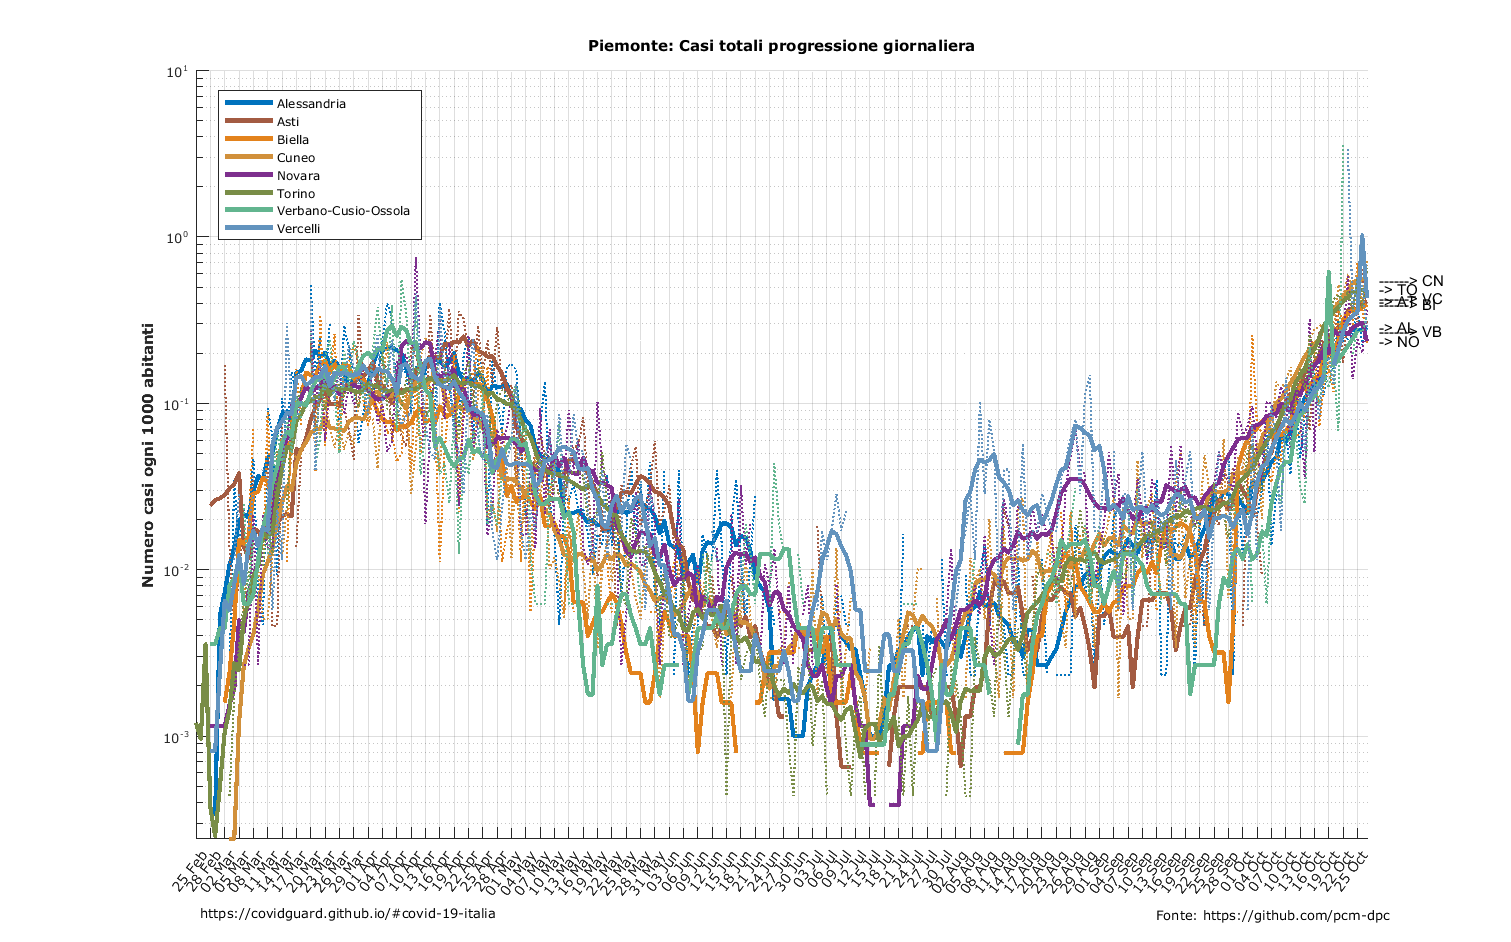 Piemonte: Casi totali progressione giornaliera
Numero casi ogni 1000 abitanti
10¹
10⁰
10⁻¹
10⁻²
10⁻³
Alessandria
Asti
Biella
Cuneo
Novara
Torino
Verbano-Cusio-Ossola
Vercelli
------> CN
-> TO
------> VC
-> AT
------> BI
-> AL
------> VB
-> NO
25 Feb
28 Feb
02 Mar
05 Mar
08 Mar
11 Mar
14 Mar
17 Mar
20 Mar
23 Mar
26 Mar
29 Mar
01 Apr
04 Apr
07 Apr
10 Apr
13 Apr
16 Apr
19 Apr
22 Apr
25 Apr
28 Apr
01 May
04 May
07 May
10 May
13 May
16 May
19 May
22 May
25 May
28 May
31 May
03 Jun
06 Jun
09 Jun
12 Jun
15 Jun
18 Jun
21 Jun
24 Jun
27 Jun
30 Jun
03 Jul
06 Jul
09 Jul
12 Jul
15 Jul
18 Jul
21 Jul
24 Jul
27 Jul
30 Jul
02 Aug
05 Aug
08 Aug
11 Aug
14 Aug
17 Aug
20 Aug
23 Aug
26 Aug
29 Aug
01 Sep
04 Sep
07 Sep
10 Sep
13 Sep
16 Sep
19 Sep
22 Sep
25 Sep
28 Sep
01 Oct
04 Oct
07 Oct
10 Oct
13 Oct
16 Oct
19 Oct
22 Oct
25 Oct
https://covidguard.github.io/#covid-19-italia
Fonte: https://github.com/pcm-dpc